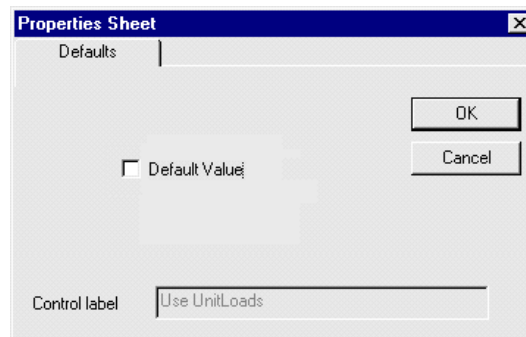 Properties Sheet
Defaults
OK
Cancel
Default Value
Control label
Use UnitLoads